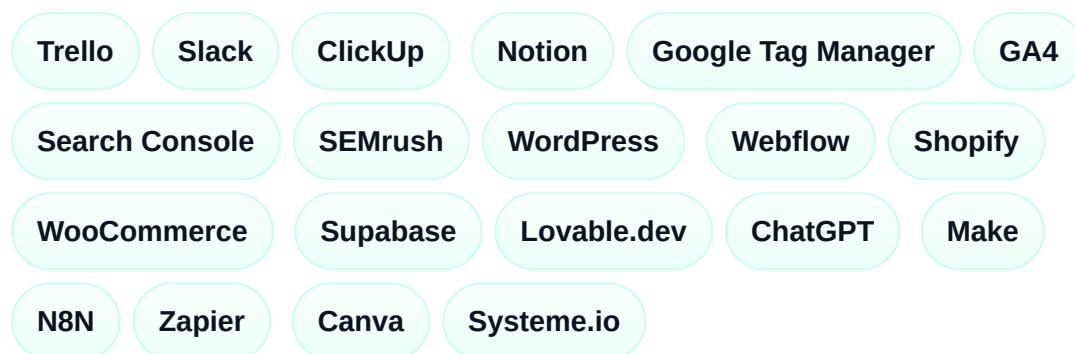 Trello Slack ClickUp Notion Google Tag Manager GA4
Search Console SEMrush WordPress Webflow Shopify
WooCommerce Supabase Lovable.dev ChatGPT Make
N8N Zapier Canva Systeme.io